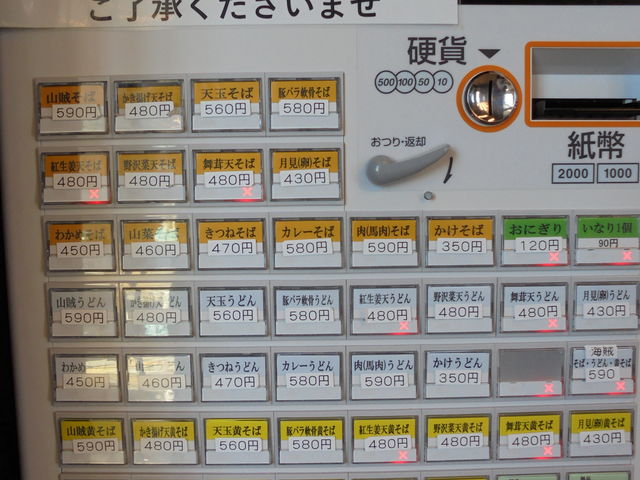 ご了承くださいませ
硬貨
500 100 50 10
おつり・返却
紙幣
2000 1000
山賊そば
590円
かき揚げ天そば
480円
天玉そば
560円
豚バラ軟骨そば
580円
紅生姜天そば
480円
野沢菜天そば
480円
舞茸天そば
480円
月見(卵)そば
430円
わかめそば
450円
山菜そば
460円
きつねそば
470円
カレーそば
580円
肉(馬肉)そば
590円
かけそば
350円
おにぎり
120円
いなり1個
90円
山賊うどん
590円
かき揚げ天うどん
480円
天玉うどん
560円
豚バラ軟骨うどん
580円
紅生姜天うどん
480円
野沢菜天うどん
480円
舞茸天うどん
480円
月見(卵)うどん
430円
わかめ
450円
460円
きつねうどん
470円
カレーうどん
580円
肉(馬肉)うどん
590円
かけうどん
350円
海賊
そば・うどん・黄そば
590
山賊黄そば
590円
かき揚げ天黄そば
480円
天玉黄そば
560円
豚バラ軟骨黄そば
580円
紅生姜天黄そば
480円
野沢菜天黄そば
480円
舞茸天黄そば
480円
月見(卵)黄そば
430円